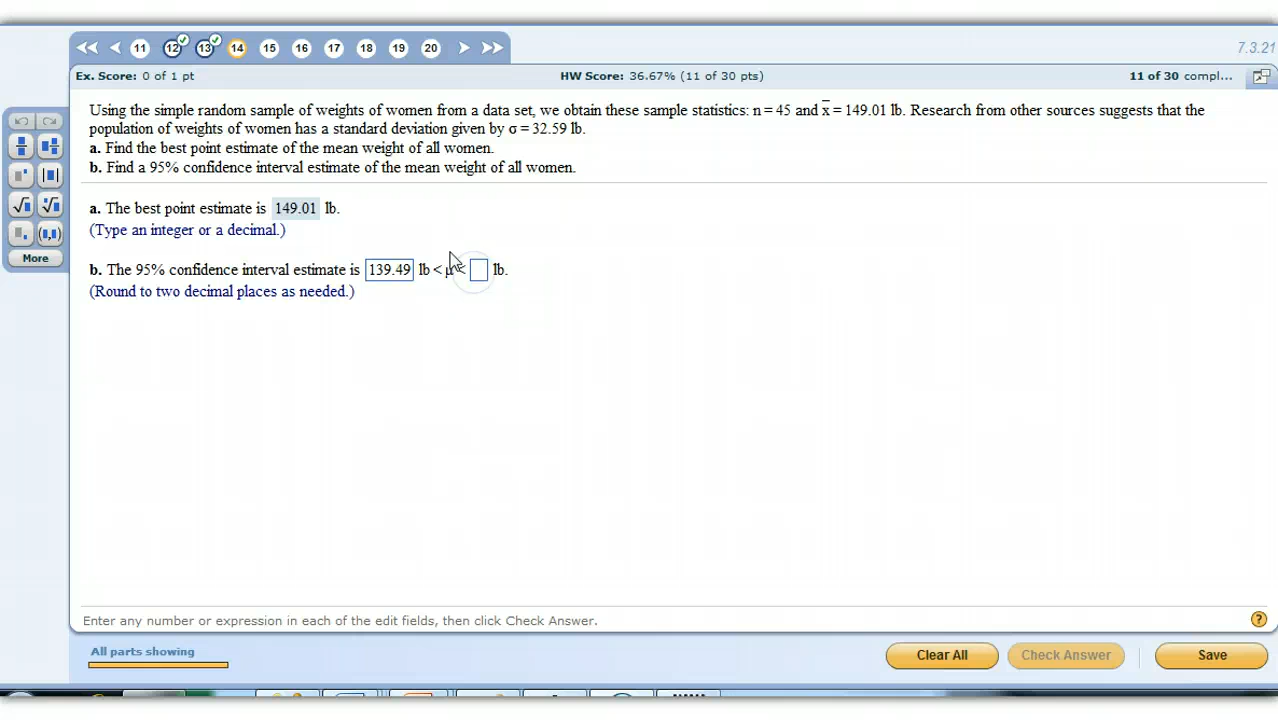 11 12 13 14 15 16 17 18 19 20
7.3.21
Ex. Score: 0 of 1 pt
HW Score: 36.67% (11 of 30 pts)
11 of 30 compl...
Using the simple random sample of weights of women from a data set, we obtain these sample statistics: n = 45 and x̄ = 149.01 lb. Research from other sources suggests that the
population of weights of women has a standard deviation given by σ = 32.59 lb.
a. Find the best point estimate of the mean weight of all women.
b. Find a 95% confidence interval estimate of the mean weight of all women.
a. The best point estimate is 149.01 lb.
(Type an integer or a decimal.)
b. The 95% confidence interval estimate is 139.49 lb < μ < lb.
(Round to two decimal places as needed.)
More
Enter any number or expression in each of the edit fields, then click Check Answer.
?
All parts showing
Clear All
Check Answer
Save